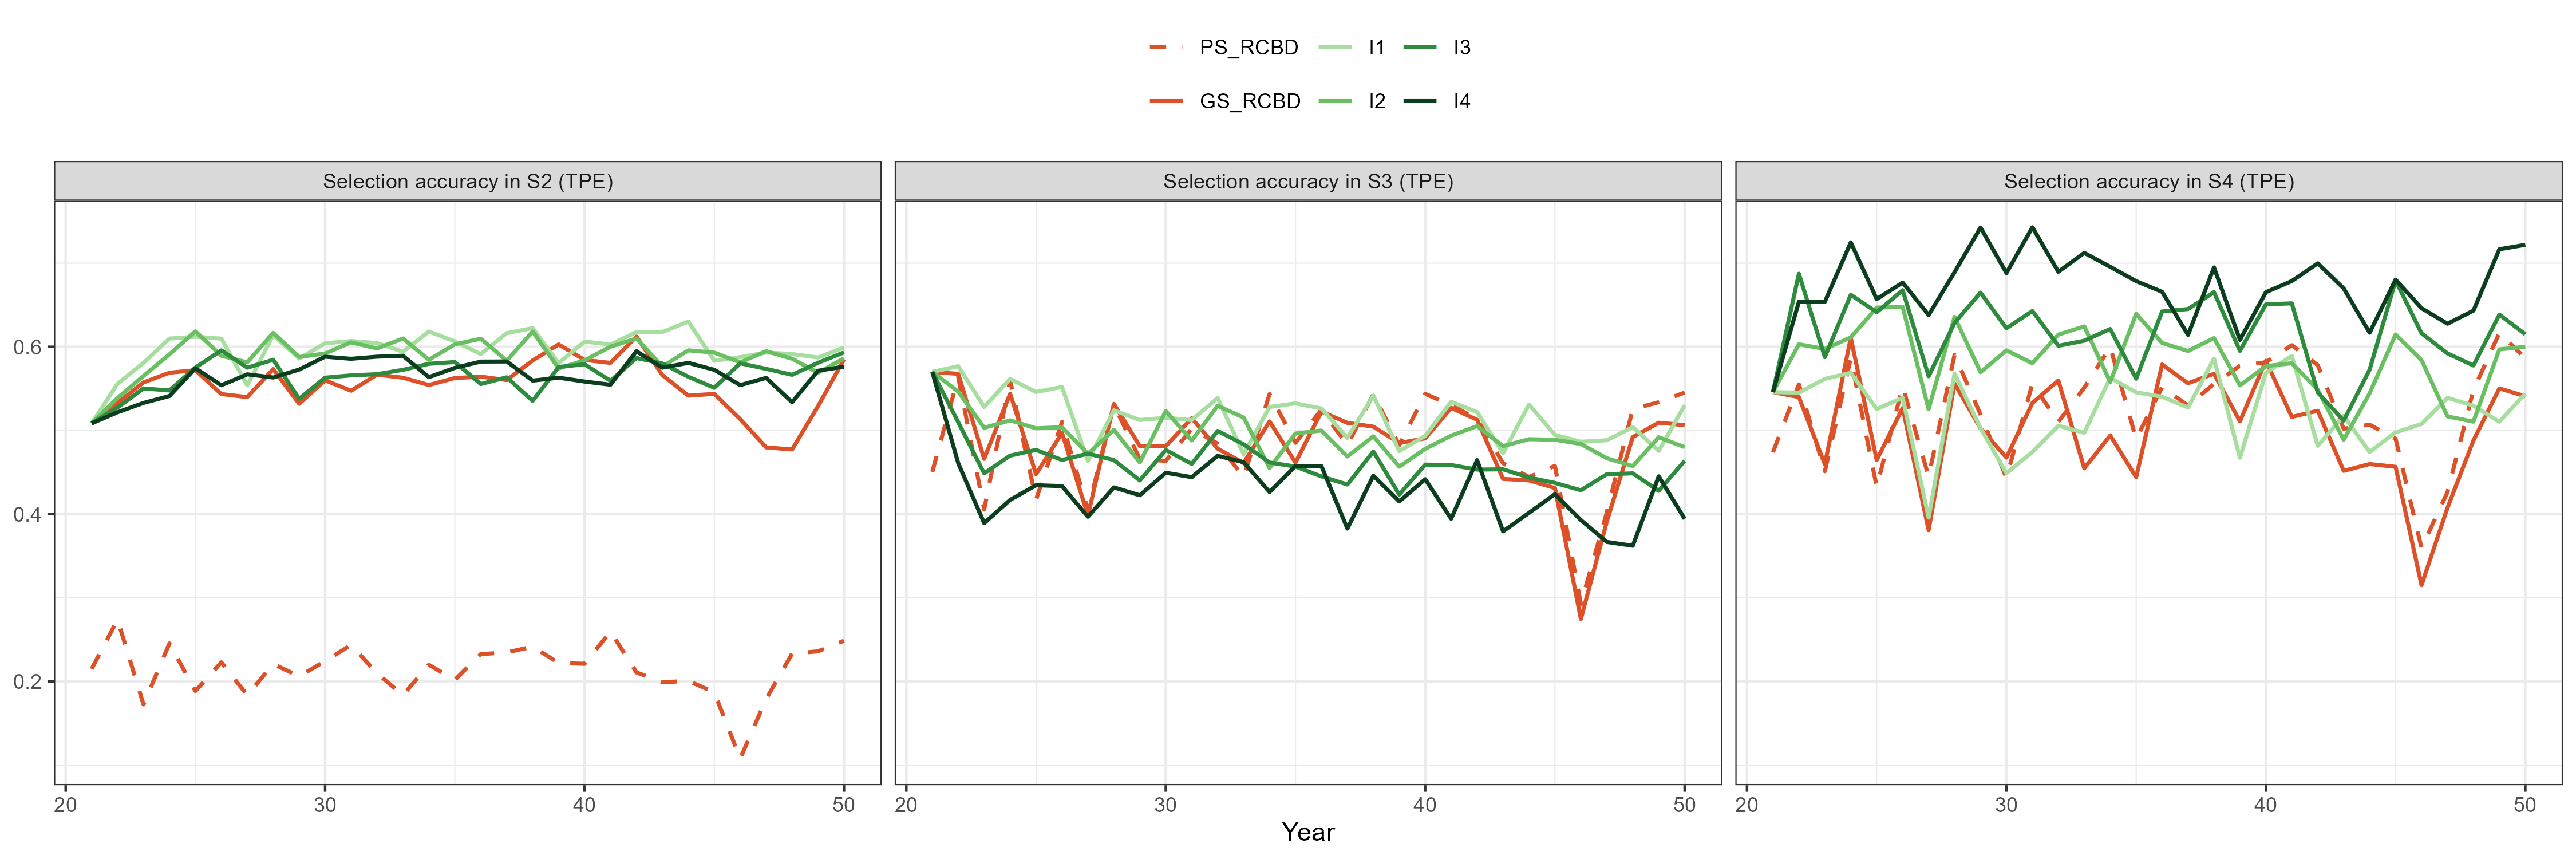 PS_RCBD I1 I3
GS_RCBD I2 I4
Selection accuracy in S2 (TPE) Selection accuracy in S3 (TPE) Selection accuracy in S4 (TPE)
0.6
0.4
0.2
20 30 40 50 20 30 40 50 20 30 40 50
Year